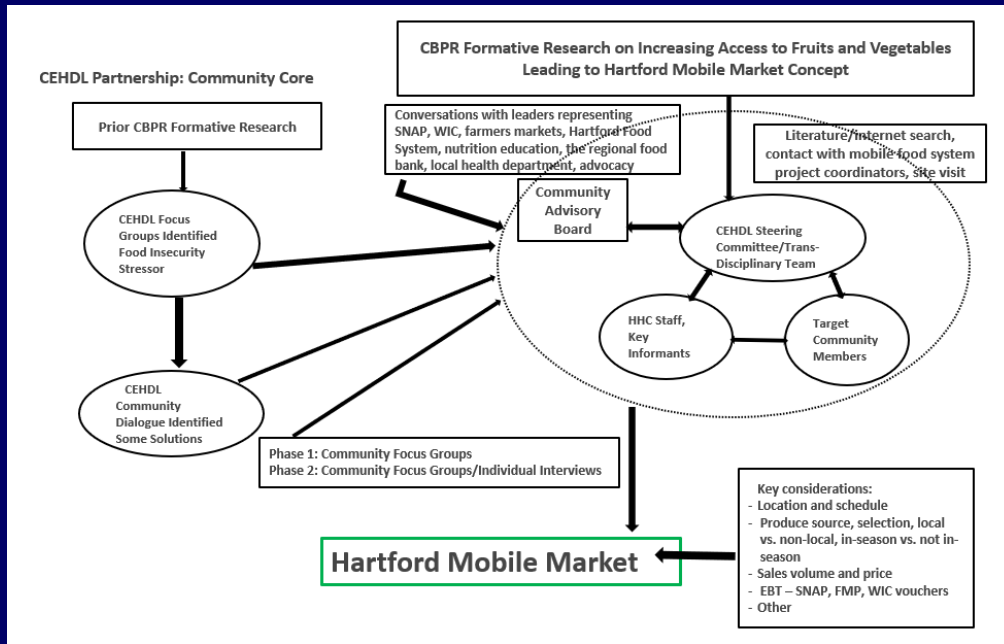 CBPR Formative Research on Increasing Access to Fruits and Vegetables
Leading to Hartford Mobile Market Concept
CEHDL Partnership: Community Core
Prior CBPR Formative Research
Conversations with leaders representing
SNAP, WIC, farmers markets, Hartford Food
System, nutrition education, the regional food
bank, local health department, advocacy
Literature/internet search,
contact with mobile food system
project coordinators, site visit
Community
Advisory
Board
CEHDL Steering
Committee/Trans-
Disciplinary Team
CEHDL Focus
Groups Identified
Food Insecurity
Stressor
HHC Staff,
Key
Informants
Target
Community
Members
CEHDL
Community
Dialogue Identified
Some Solutions
Phase 1: Community Focus Groups
Phase 2: Community Focus Groups/Individual Interviews
Key considerations:
- Location and schedule
- Produce source, selection, local
vs. non-local, in-season vs. not in-
season
- Sales volume and price
- EBT – SNAP, FMP, WIC vouchers
- Other
Hartford Mobile Market